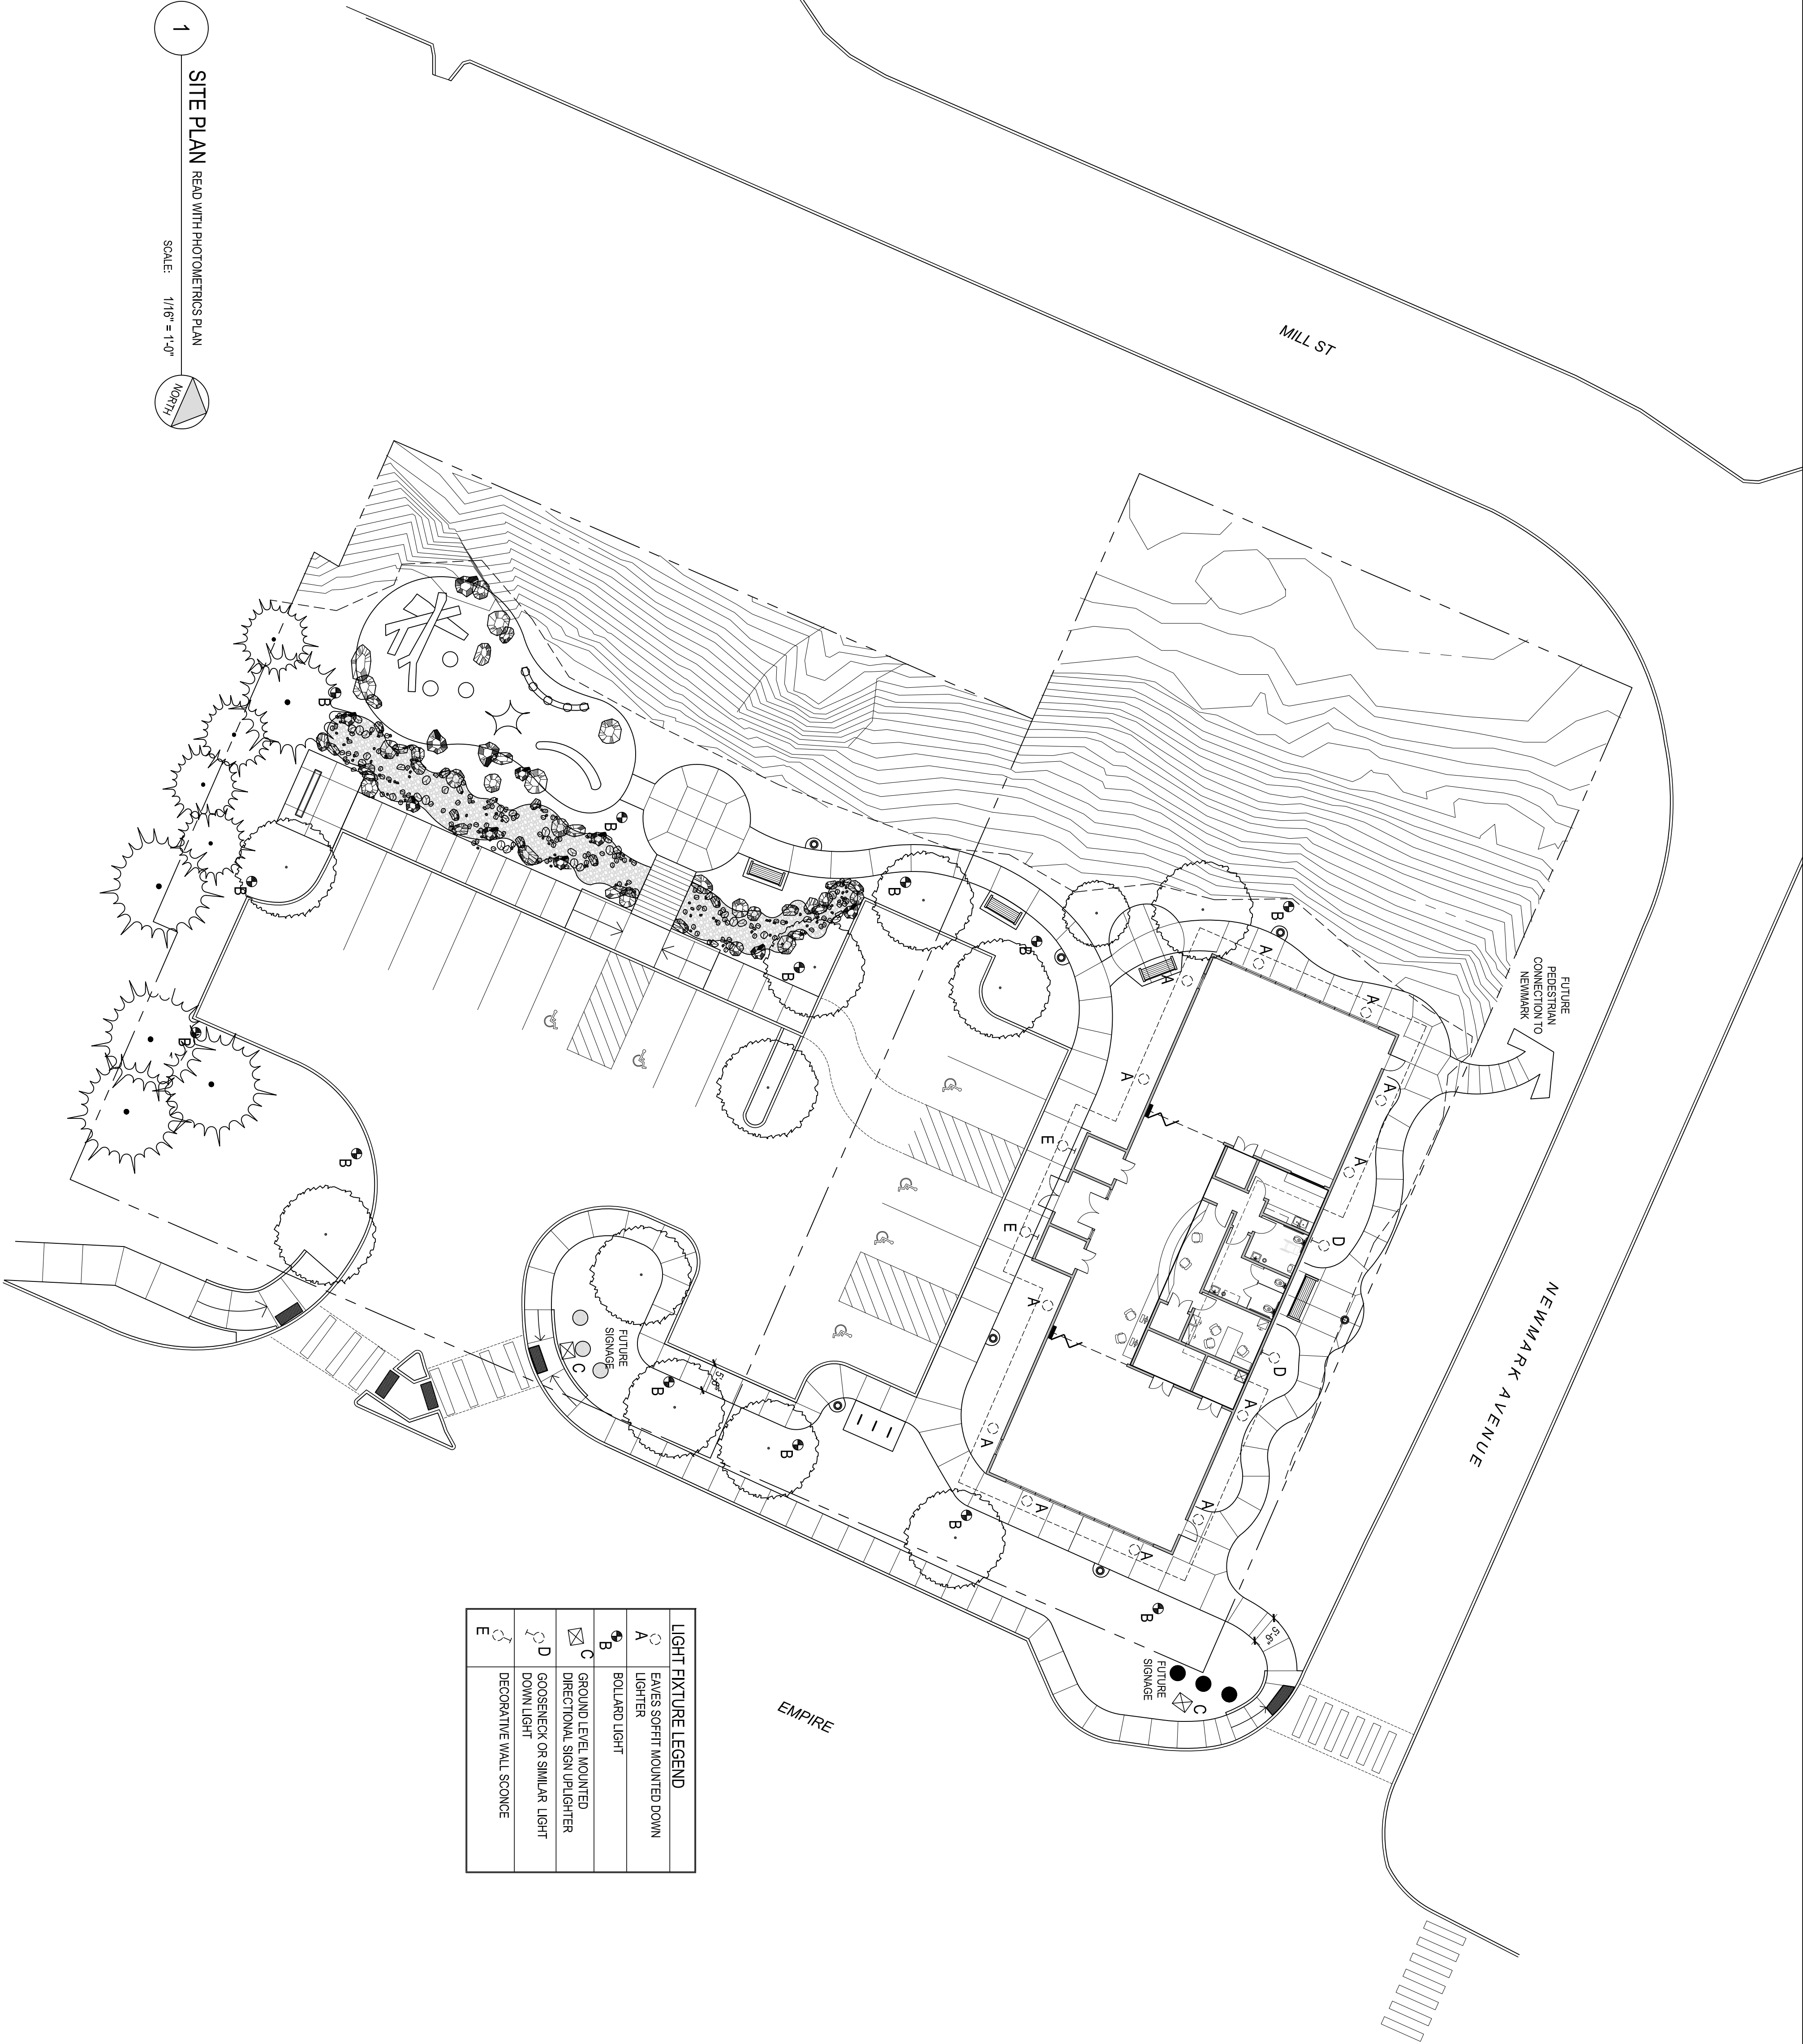 1
SITE PLAN READ WITH PHOTOMETRICS PLAN
SCALE: 1/16" = 1'-0"
NORTH
MILL ST
NEWMARK AVENUE
EMPIRE
FUTURE
PEDESTRIAN
CONNECTION TO
NEWMARK
A
A
A
A
A
A
A
A
A
A
A
A
D
D
E
E
B
B
B
B
B
B
B
B
B
B
B
B
B
FUTURE
SIGNAGE
C
FUTURE
SIGNAGE
C
LIGHT FIXTURE LEGEND
A EAVES SOFFIT MOUNTED DOWN
LIGHTER
B BOLLARD LIGHT
C GROUND LEVEL MOUNTED
DIRECTIONAL SIGN UPLIGHTER
D GOOSENECK OR SIMILAR LIGHT
DOWN LIGHT
E DECORATIVE WALL SCONCE